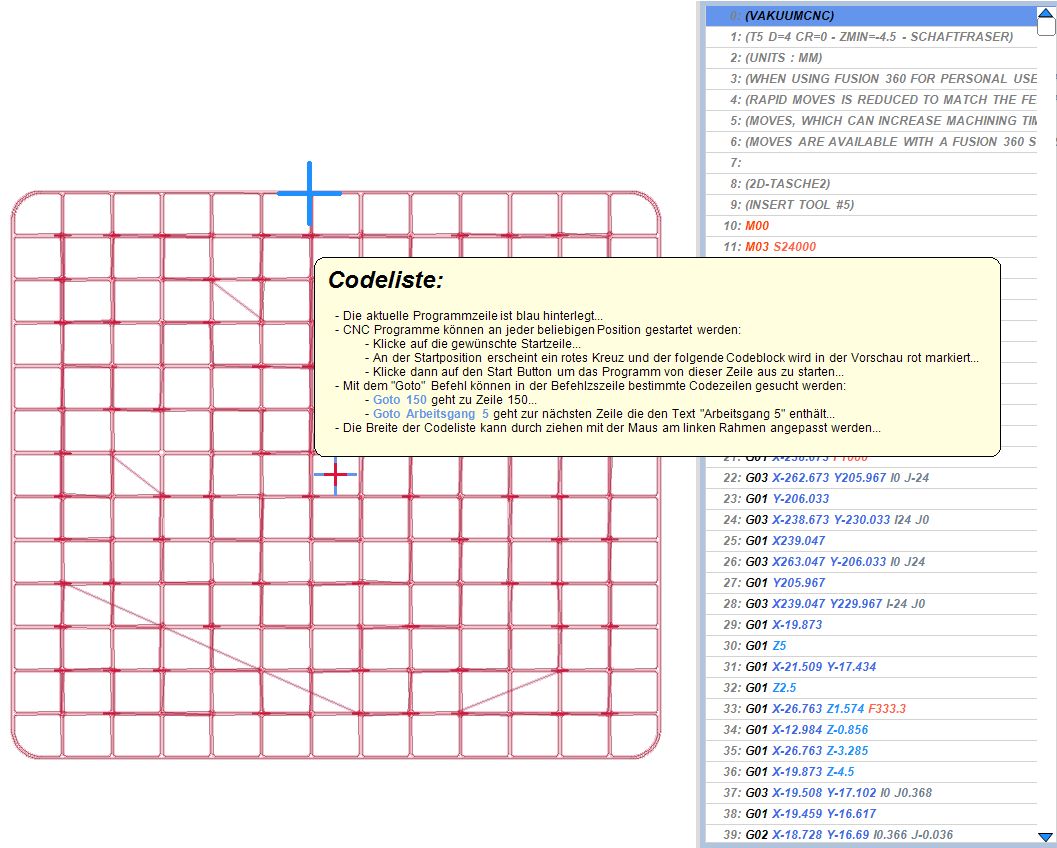 0: (VAKUUMCNC)
1: (T5 D=4 CR=0 - ZMIN=-4.5 - SCHAFTFRASER)
2: (UNITS : MM)
3: (WHEN USING FUSION 360 FOR PERSONAL USE
4: (RAPID MOVES IS REDUCED TO MATCH THE FE
5: (MOVES, WHICH CAN INCREASE MACHINING TIM
6: (MOVES ARE AVAILABLE WITH A FUSION 360 S
7:
8: (2D-TASCHE2)
9: (INSERT TOOL #5)
10: M00
11: M03 S24000
Codeliste:
- Die aktuelle Programmzeile ist blau hinterlegt...
- CNC Programme können an jeder beliebigen Position gestartet werden:
- Klicke auf die gewünschte Startzeile...
- An der Startposition erscheint ein rotes Kreuz und der folgende Codeblock wird in der Vorschau rot markiert...
- Klicke dann auf den Start Button um das Programm von dieser Zeile aus zu starten...
- Mit dem "Goto" Befehl können in der Befehlszszeile bestimmte Codezeilen gesucht werden:
- Goto 150 geht zu Zeile 150...
- Goto Arbeitsgang 5 geht zur nächsten Zeile die den Text "Arbeitsgang 5" enthält...
- Die Breite der Codeliste kann durch ziehen mit der Maus am linken Rahmen angepasst werden...
21: G01 X-238.673 F1000
22: G03 X-262.673 Y205.967 I0 J-24
23: G01 Y-206.033
24: G03 X-238.673 Y-230.033 I24 J0
25: G01 X239.047
26: G03 X263.047 Y-206.033 I0 J24
27: G01 Y205.967
28: G03 X239.047 Y229.967 I-24 J0
29: G01 X-19.873
30: G01 Z5
31: G01 X-21.509 Y-17.434
32: G01 Z2.5
33: G01 X-26.763 Z1.574 F333.3
34: G01 X-12.984 Z-0.856
35: G01 X-26.763 Z-3.285
36: G01 X-19.873 Z-4.5
37: G03 X-19.508 Y-17.102 I0 J0.368
38: G01 X-19.459 Y-16.617
39: G02 X-18.728 Y-16.69 I0.366 J-0.036